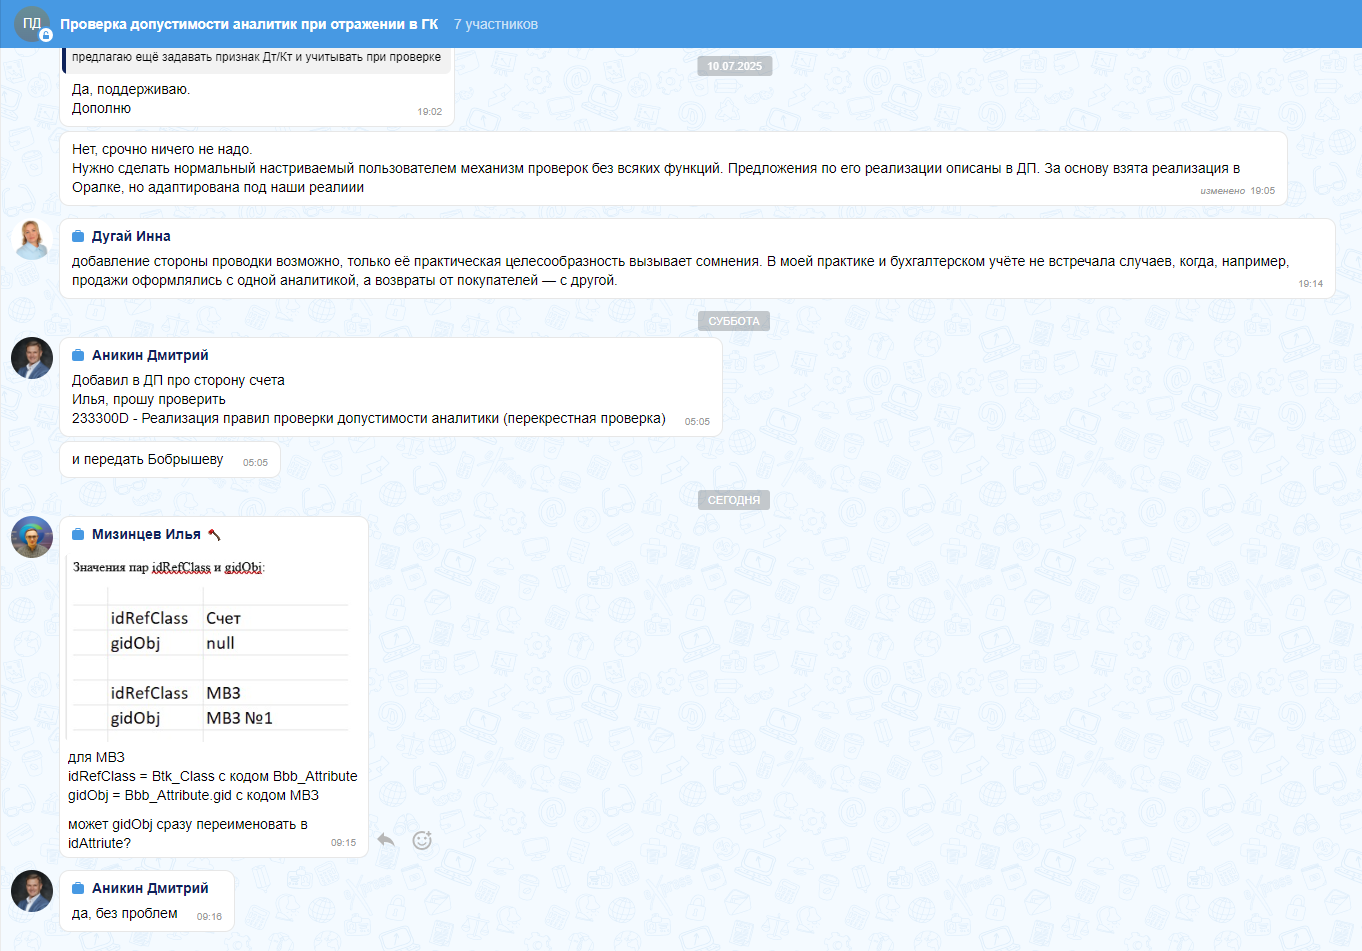 ПД
Проверка допустимости аналитик при отражении в ГК 7 участников
предлагаю ещё задавать признак Дт/Кт и учитывать при проверке
10.07.2025
Да, поддерживаю.
Дополню
19:02
Нет, срочно ничего не надо.
Нужно сделать нормальный настриваемый пользователем механизм проверок без всяких функций. Предложения по его реализации описаны в ДП. За основу взята реализация в
Оралке, но адаптирована под наши реалиии
изменено 19:05
Дугай Инна
добавление стороны проводки возможно, только её практическая целесообразность вызывает сомнения. В моей практике и бухгалтерском учёте не встречала случаев, когда, например,
продажи оформлялись с одной аналитикой, а возвраты от покупателей — с другой.
19:14
СУББОТА
Аникин Дмитрий
Добавил в ДП про сторону счета
Илья, прошу проверить
233300D - Реализация правил проверки допустимости аналитики (перекрестная проверка) 05:05
и передать Бобрышеву 05:05
СЕГОДНЯ
Мизинцев Илья
Значения пар idRefClass и gidObj:
idRefClass Счет
gidObj null
idRefClass МВЗ
gidObj МВЗ №1
для МВЗ
idRefClass = Btk_Class с кодом Bbb_Attribute
gidObj = Bbb_Attribute.gid с кодом МВЗ
может gidObj сразу переименовать в
idAttriute?
09:15
Аникин Дмитрий
да, без проблем 09:16